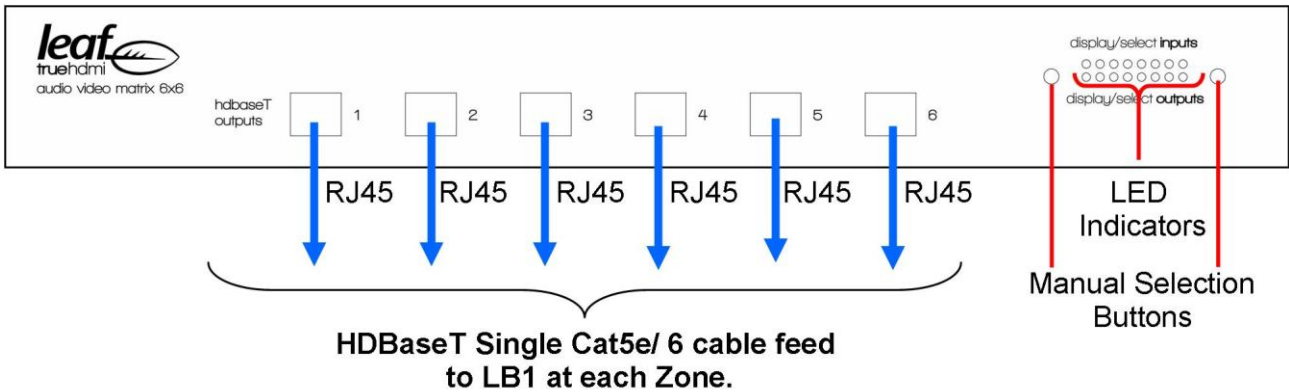 leaf
truehdmi
audio video matrix 6x6
hdbaseT
outputs
1
2
3
4
5
6
display/select inputs
display/select outputs
RJ45
RJ45
RJ45
RJ45
RJ45
RJ45
LED
Indicators
Manual Selection
Buttons
HDBaseT Single Cat5e/ 6 cable feed
to LB1 at each Zone.